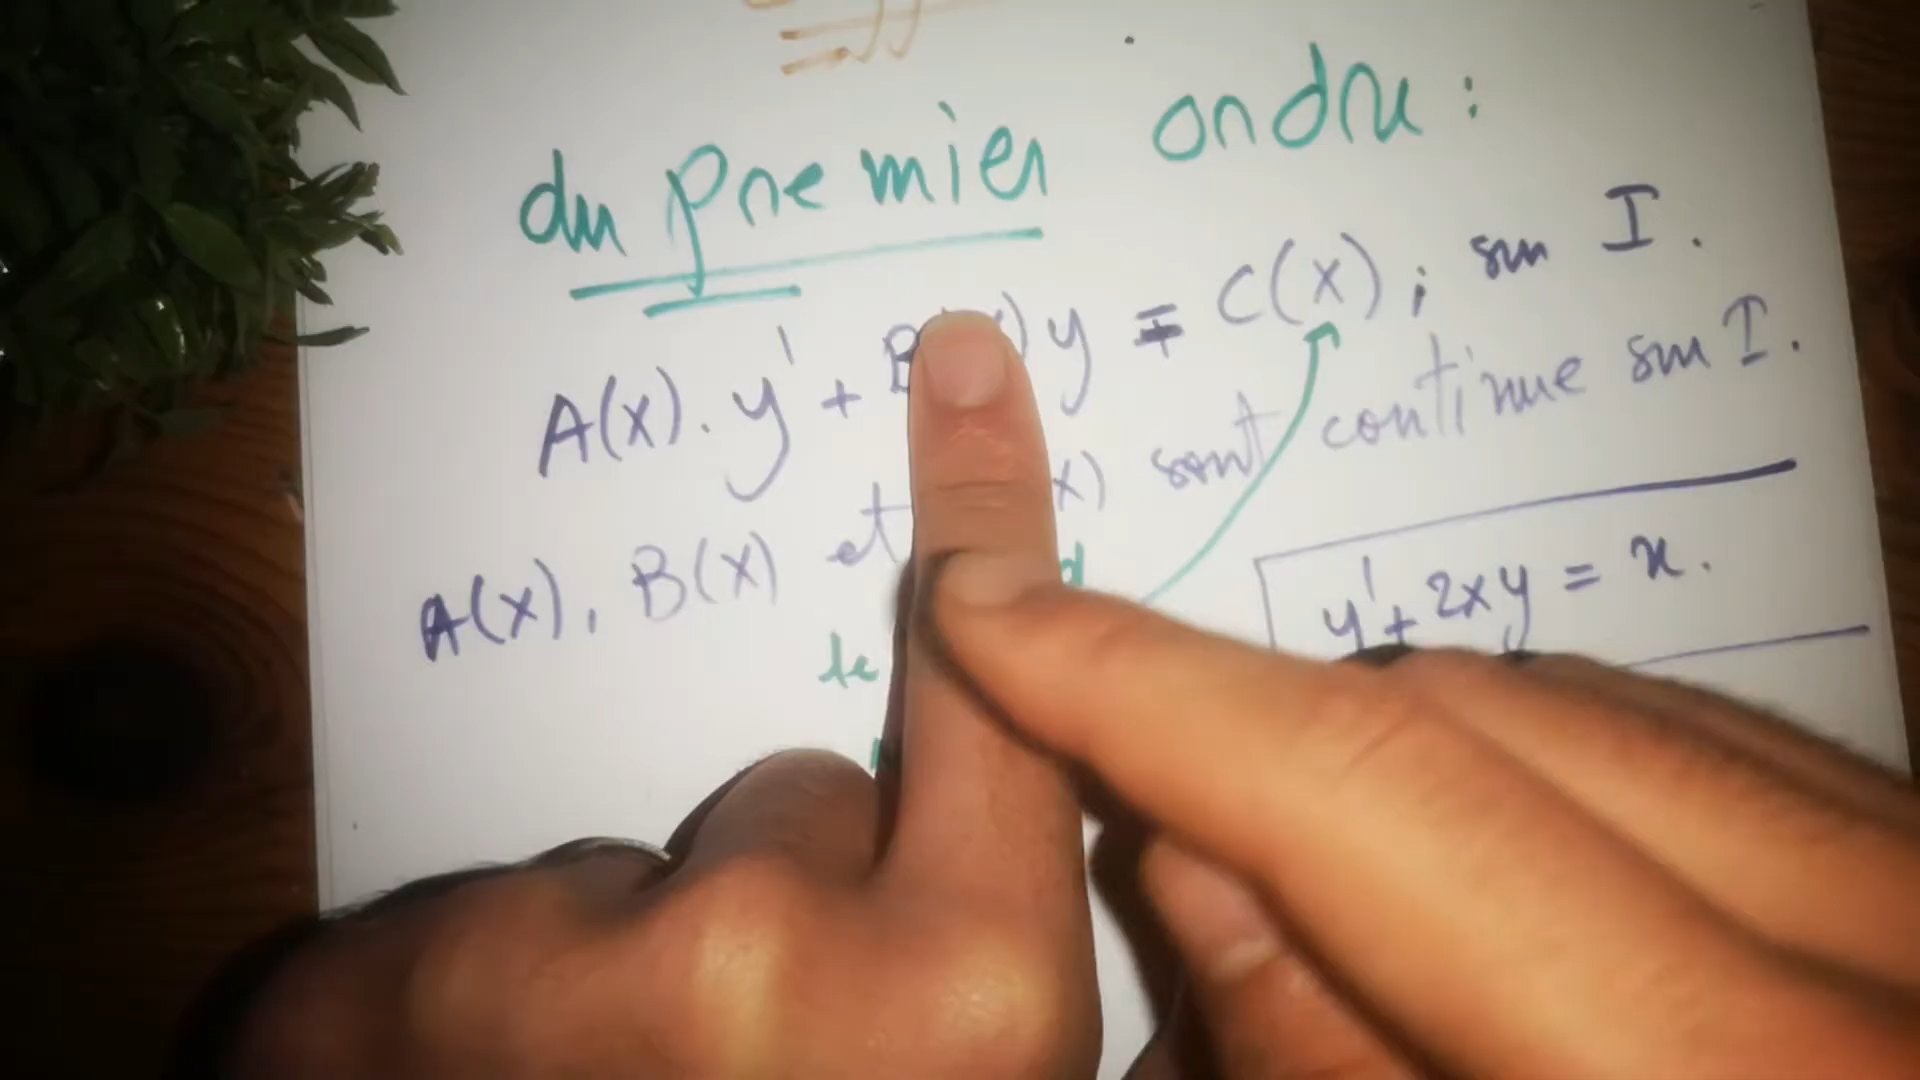 du premier ordre :
A(x). y' + B(x) y = C(x) ; sur I.
A(x), B(x) et (x) sont continue sur I.
y' + 2xy = x.